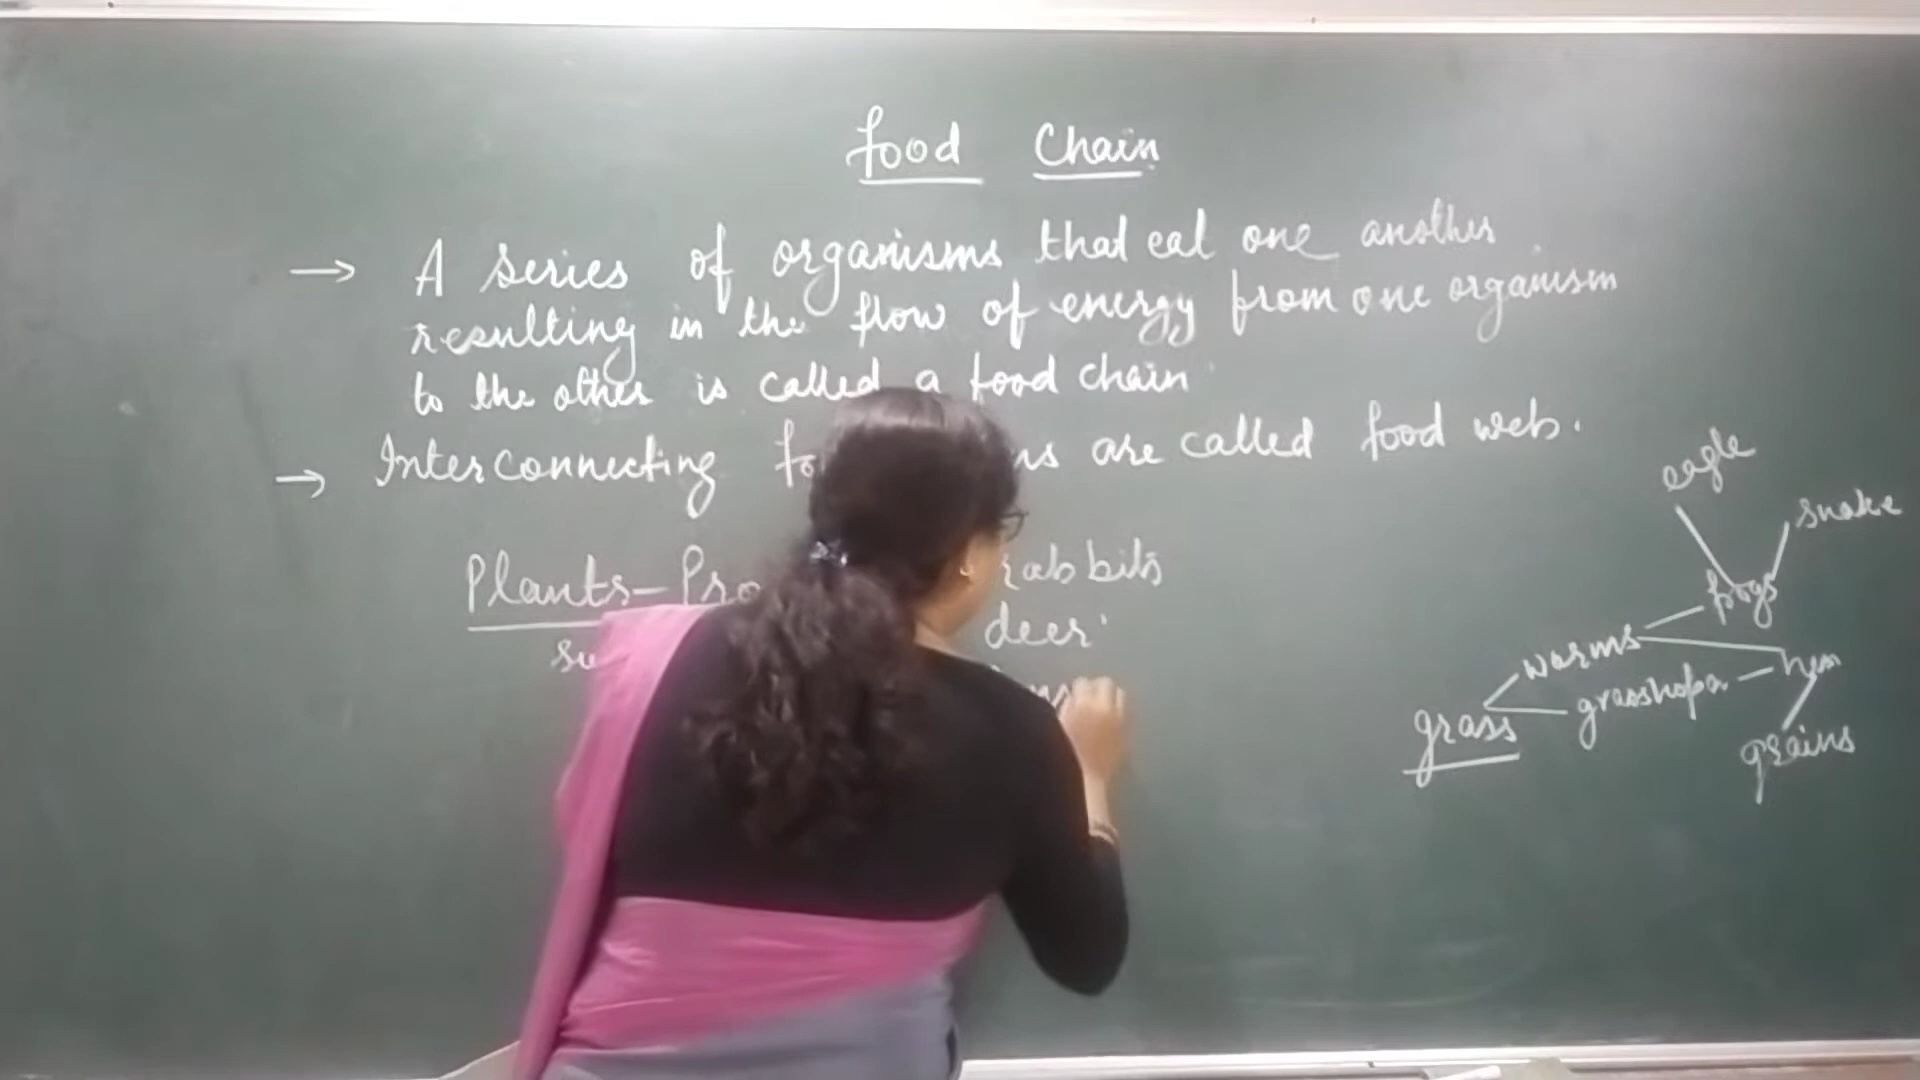 food Chain
→ A series of organisms that eat one another
resulting in the flow of energy from one organism
to the other is called a food chain
→ Interconnecting are called food web.
Plants- rabbits
deer
eagle
snake
frogs
worms
hen
grasshopa
grass
grains